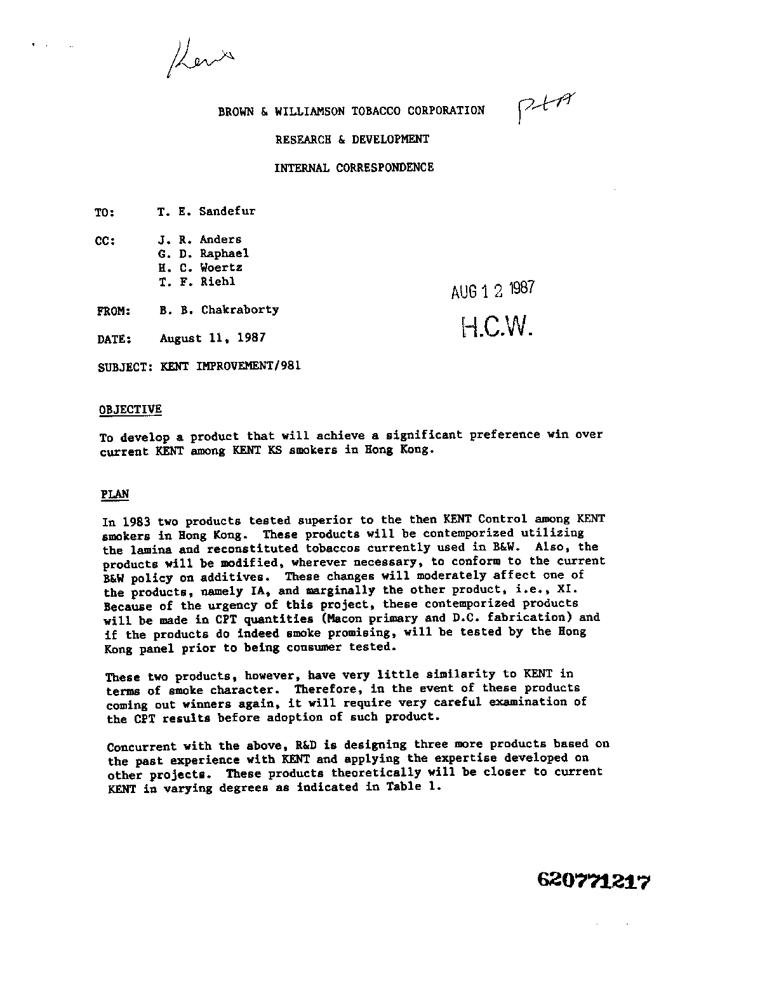 Kent
P+A
BROWN & WILLIAMSON TOBACCO CORPORATION
RESEARCH & DEVELOPMENT
INTERNAL CORRESPONDENCE
TO: T. E. Sandefur
CC: J. R. Anders
G. D. Raphael
H. C. Woertz
T. F. Riehl
AUG 12 1987
FROM: B. B. Chakraborty
H.C.W.
DATE: August 11, 1987
SUBJECT: KENT IMPROVEMENT/981
OBJECTIVE
To develop a product that will achieve a significant preference win over
current KENT among KENT KS smokers in Hong Kong.
PLAN
In 1983 two products tested superior to the then KENT Control among KENT
smokers in Hong Kong. These products will be contemporized utilizing
the lamina and reconstituted tobaccos currently used in B&W. Also, the
products will be modified, wherever necessary, to conform to the current
B&W policy on additives. These changes will moderately affect one of
the products, namely IA, and marginally the other product, i.e., XI.
Because of the urgency of this project, these contemporized products
will be made in CPT quantities (Macon primary and D.C. fabrication) and
if the products do indeed smoke promising, will be tested by the Hong
Kong panel prior to being consumer tested.
These two products, however, have very little similarity to KENT in
terms of smoke character. Therefore, in the event of these products
coming out winners again, it will require very careful examination of
the CPT results before adoption of such product.
Concurrent with the above, R&D is designing three more products based on
the past experience with KENT and applying the expertise developed on
other projects. These products theoretically will be closer to current
KENT in varying degrees as indicated in Table 1.
620771217